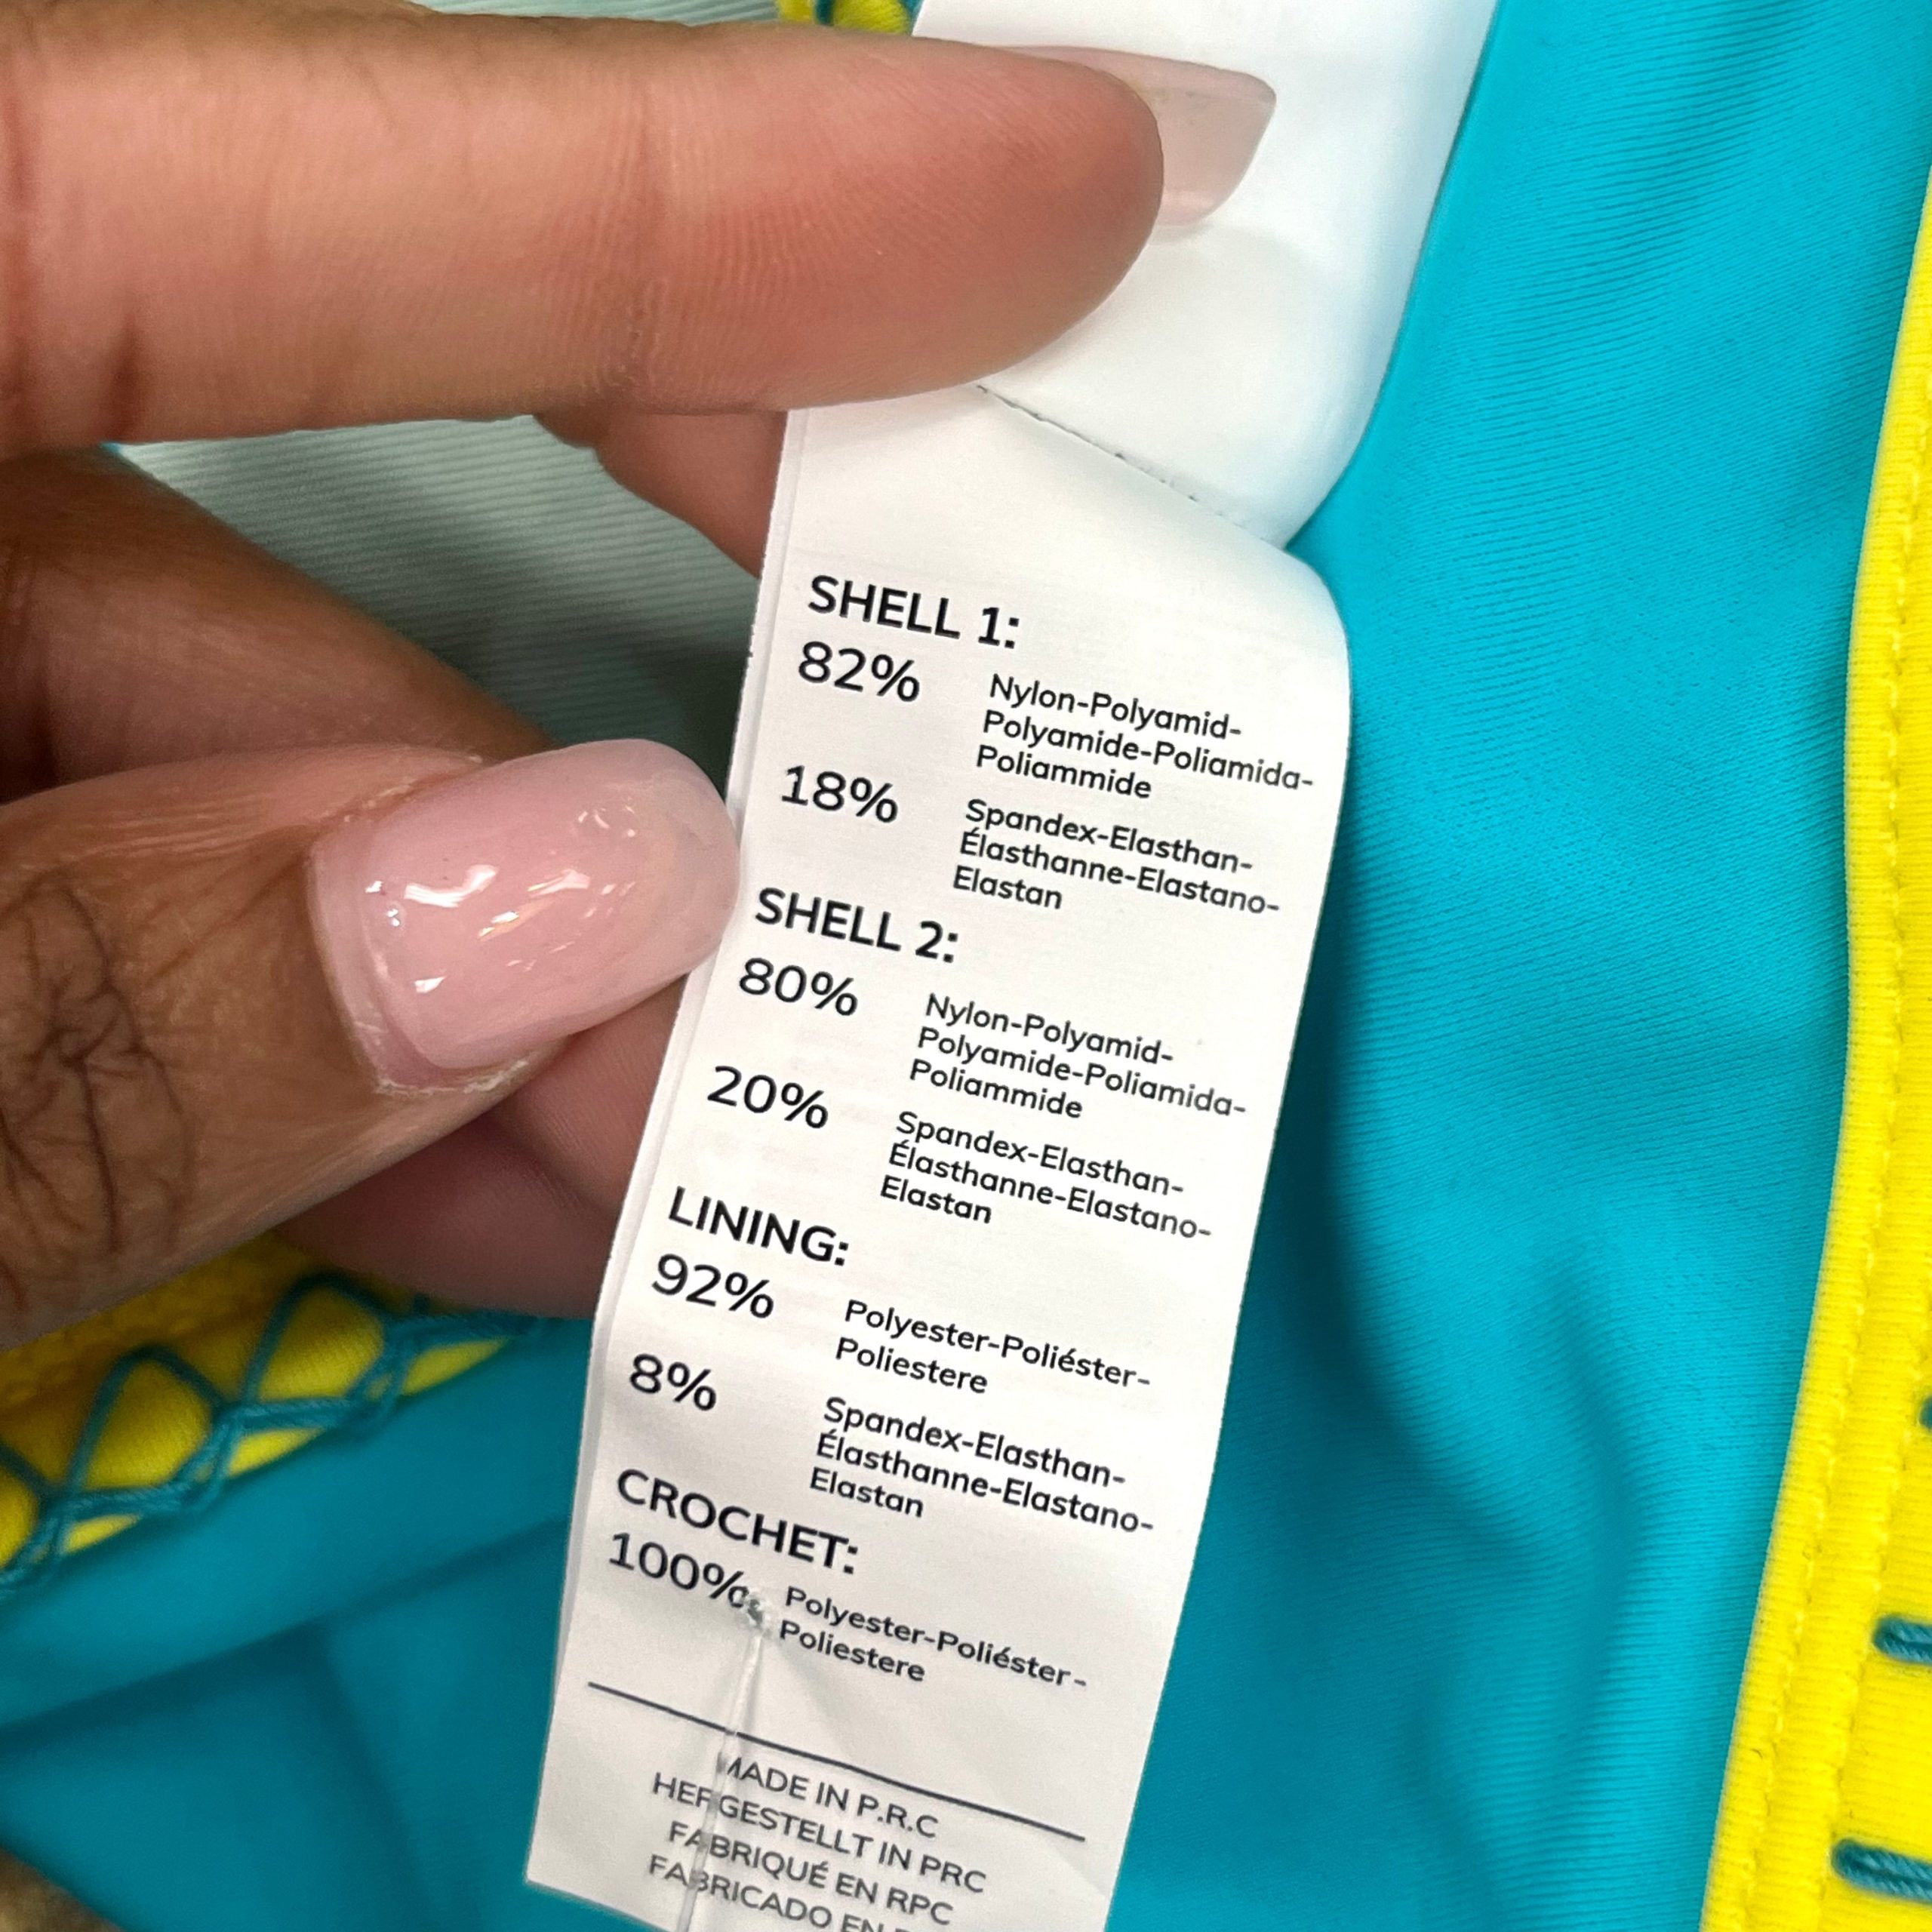 SHELL 1:
82% Nylon-Polyamid-
Polyamide-Poliamida-
Poliammide
18% Spandex-Elasthan-
Élasthanne-Elastano-
Elastan
SHELL 2:
80% Nylon-Polyamid-
Polyamide-Poliamida-
Poliammide
20% Spandex-Elasthan-
Élasthanne-Elastano-
Elastan
LINING:
92% Polyester-Poliéster-
Poliestere
8% Spandex-Elasthan-
Élasthanne-Elastano-
Elastan
CROCHET:
100% Polyester-Poliéster-
Poliestere
MADE IN P.R.C
HERGESTELLT IN PRC
FABRIQUÉ EN RPC
FABRICADO EN